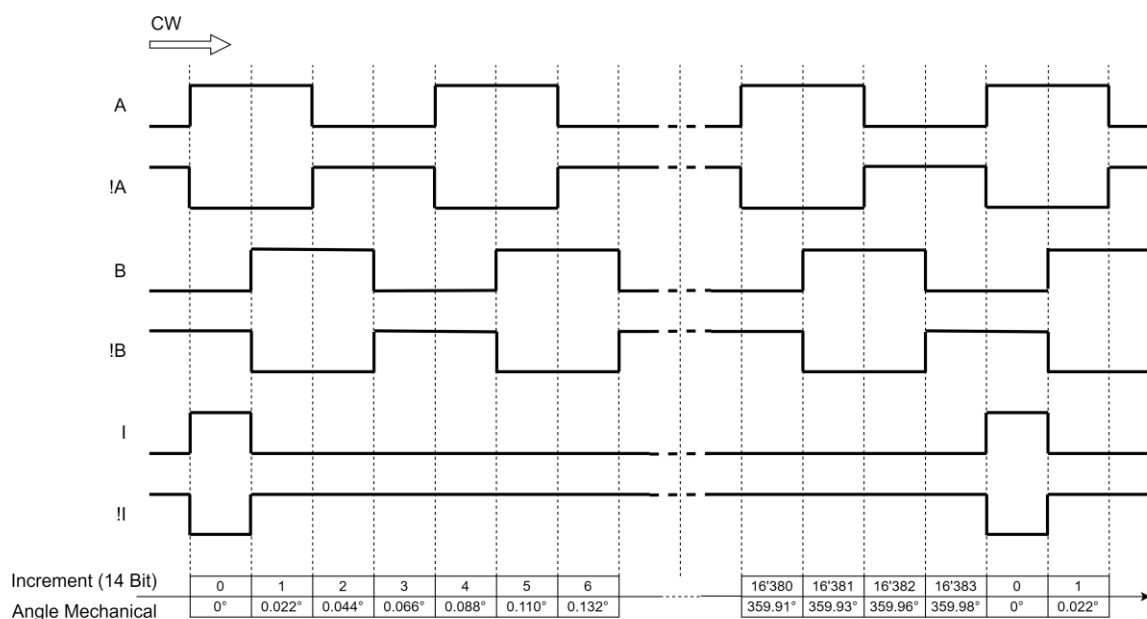 CW
A
!A
B
!B
I
!I
Increment (14 Bit) 0 1 2 3 4 5 6 16'380 16'381 16'382 16'383 0 1
Angle Mechanical 0° 0.022° 0.044° 0.066° 0.088° 0.110° 0.132° 359.91° 359.93° 359.96° 359.98° 0° 0.022°